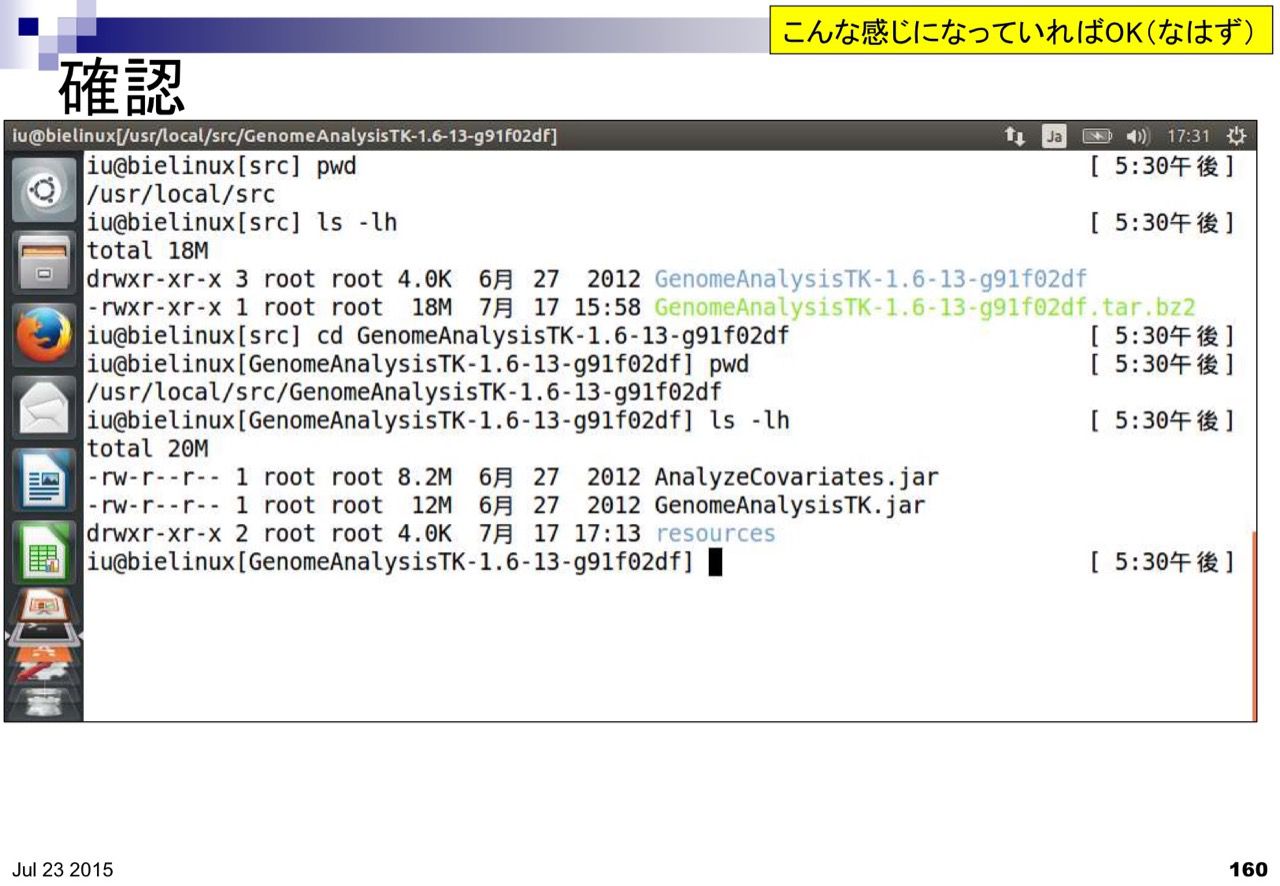 こんな感じになっていればOK(なはず)
確認
iu@bielinux[/usr/local/src/GenomeAnalysisTK-1.6-13-g91f02df]
Ja
17:31
iu@bielinux[src] pwd [ 5:30午後]
/usr/local/src
iu@bielinux[src] ls -lh [ 5:30午後]
total 18M
drwxr-xr-x 3 root root 4.0K 6月 27 2012 GenomeAnalysisTK-1.6-13-g91f02df
-rwxr-xr-x 1 root root 18M 7月 17 15:58 GenomeAnalysisTK-1.6-13-g91f02df.tar.bz2
iu@bielinux[src] cd GenomeAnalysisTK-1.6-13-g91f02df [ 5:30午後]
iu@bielinux[GenomeAnalysisTK-1.6-13-g91f02df] pwd [ 5:30午後]
/usr/local/src/GenomeAnalysisTK-1.6-13-g91f02df
iu@bielinux[GenomeAnalysisTK-1.6-13-g91f02df] ls -lh [ 5:30午後]
total 20M
-rw-r--r-- 1 root root 8.2M 6月 27 2012 AnalyzeCovariates.jar
-rw-r--r-- 1 root root 12M 6月 27 2012 GenomeAnalysisTK.jar
drwxr-xr-x 2 root root 4.0K 7月 17 17:13 resources
iu@bielinux[GenomeAnalysisTK-1.6-13-g91f02df] [ 5:30午後]
Jul 23 2015
160